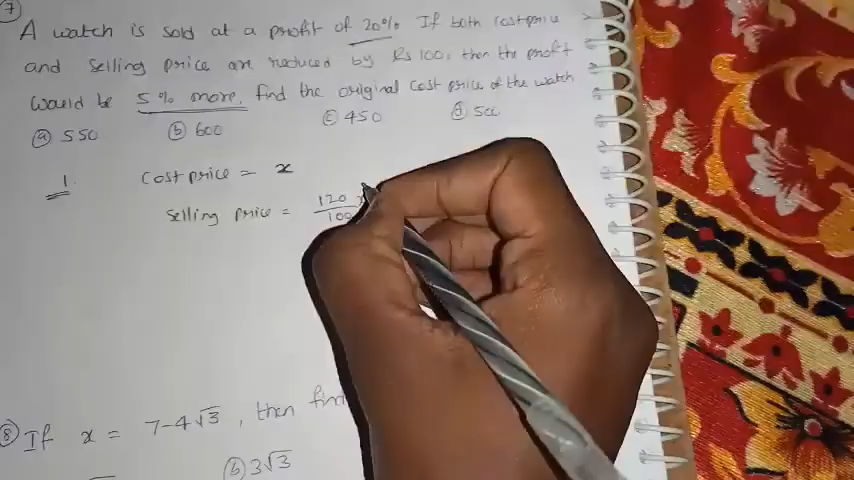 7
A watch is sold at a profit of 20% If both cost price
and selling price are reduced by Rs 100, then the profit
would be 5% more, find the original cost price of the watch
(a) 550 (b) 600 (c) 450 (d) 500
1. Cost price = x
Selling price = 120 x
100
(8) If x = 7-4√3, then find
(b) 3√3